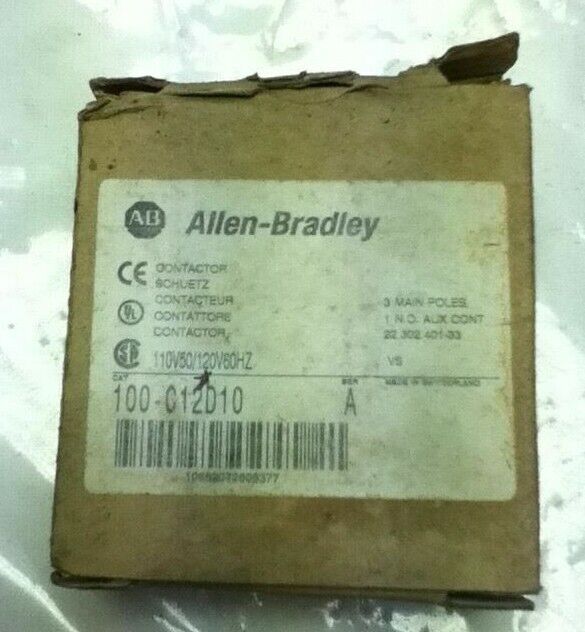 AB Allen-Bradley
CE CONTACTOR
SCHUETZ
CONTACTEUR 3 MAIN POLES
UL CONTATTORE 1 N.O. AUX CONT
CONTACTOR 22.302.401-33
110V50/120V60HZ VS
CAT SER MADE IN SWITZERLAND
100-C12D10 A